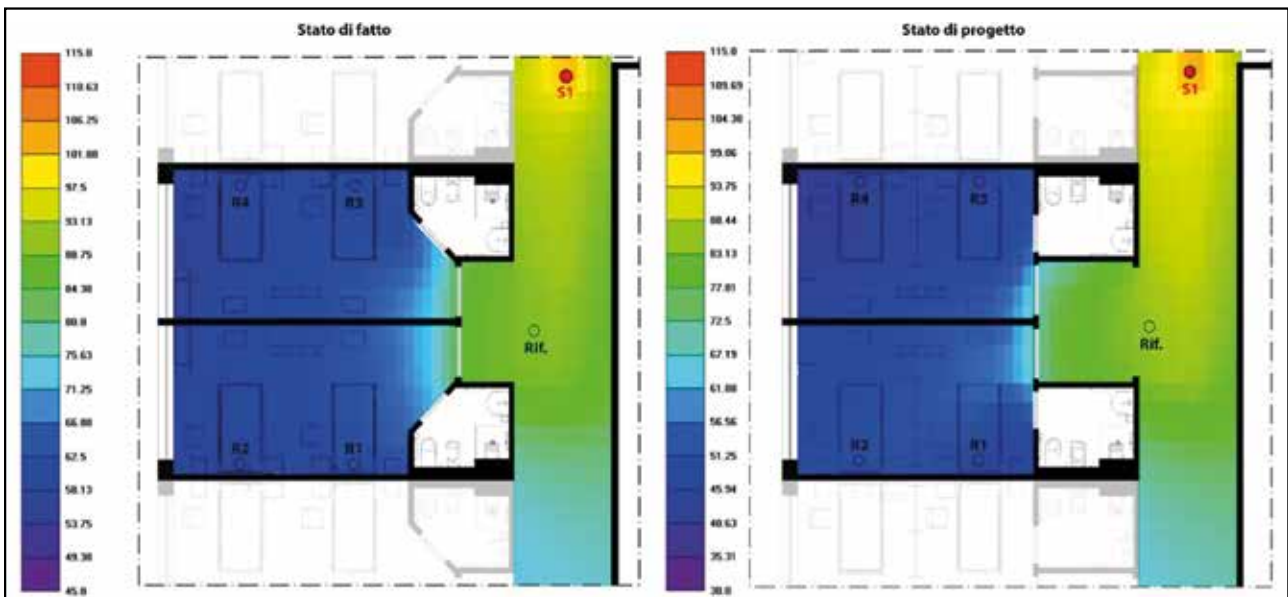 Stato di fatto
115.0
110.63
106.25
101.88
97.5
93.13
88.75
84.38
80.0
75.63
71.25
66.88
62.5
58.13
53.75
49.38
45.0
S1
R4
R3
Rif.
R2
R1
Stato di progetto
115.0
109.69
104.38
99.06
93.75
88.44
83.13
77.81
72.5
67.19
61.88
56.56
51.25
45.94
40.63
35.31
30.0
S1
R4
R3
Rif.
R2
R1